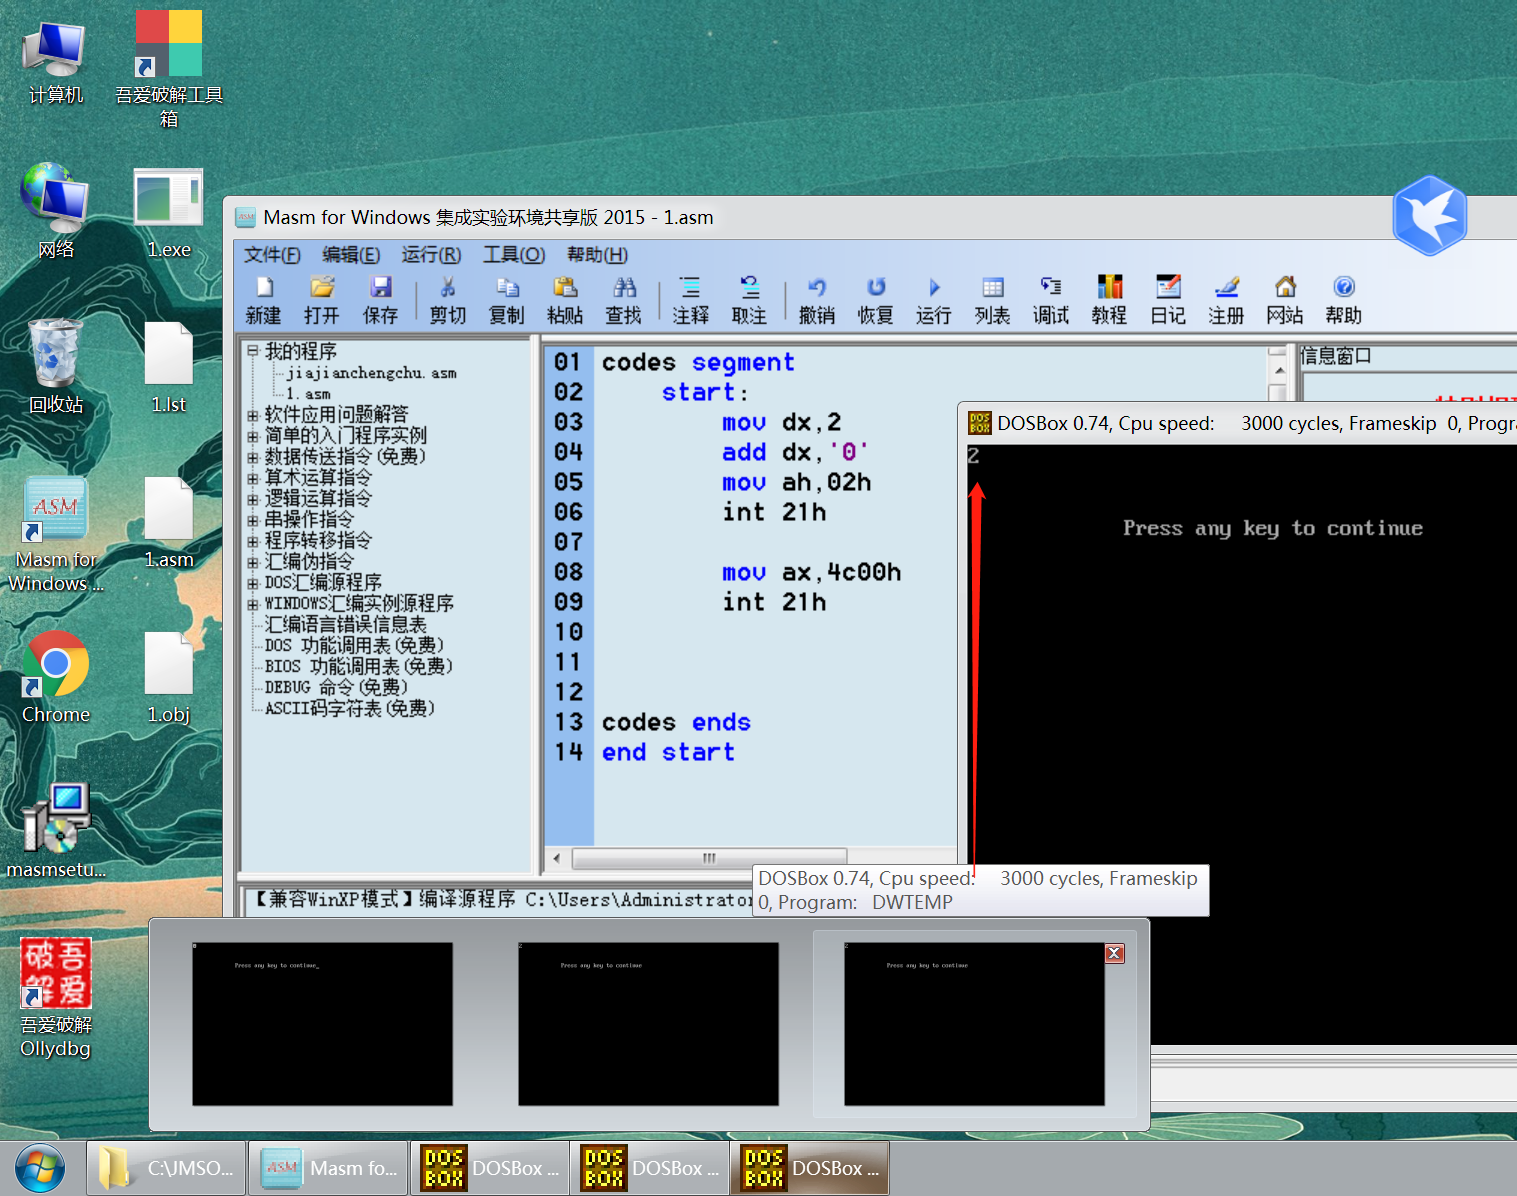 计算机
吾爱破解工具
箱
网络
1.exe
回收站
1.lst
ASM
Masm for
Windows ...
1.asm
Chrome
1.obj
masmsetu...
破吾
解爱
吾爱破解
Ollydbg
ASM
Masm for Windows 集成实验环境共享版 2015 - 1.asm
文件(F) 编辑(E) 运行(R) 工具(O) 帮助(H)
新建 打开 保存 剪切 复制 粘贴 查找 注释 取注 撤销 恢复 运行 列表 调试 教程 日记 注册 网站 帮助
我的程序
jiajianchengchu.asm
1.asm
软件应用问题解答
简单的入门程序实例
数据传送指令(免费)
算术运算指令
逻辑运算指令
串操作指令
程序转移指令
汇编伪指令
DOS汇编源程序
WINDOWS汇编实例源程序
汇编语言错误信息表
DOS 功能调用表(免费)
BIOS 功能调用表(免费)
DEBUG 命令(免费)
ASCII码字符表(免费)
01 codes segment
02 start:
03 mov dx,2
04 add dx,'0'
05 mov ah,02h
06 int 21h
07
08 mov ax,4c00h
09 int 21h
10
11
12
13 codes ends
14 end start
信息窗口
DOS
BOX
DOSBox 0.74, Cpu speed: 3000 cycles, Frameskip 0, Progra
2
Press any key to continue
【兼容WinXP模式】编译源程序 C:\Users\Administrator
DOSBox 0.74, Cpu speed: 3000 cycles, Frameskip
0, Program: DWTEMP
Press any key to continue_
2
Press any key to continue
2
Press any key to continue
C:\JMSO...
ASM
Masm fo...
DOS
BOX
DOSBox ...
DOS
BOX
DOSBox ...
DOS
BOX
DOSBox ...